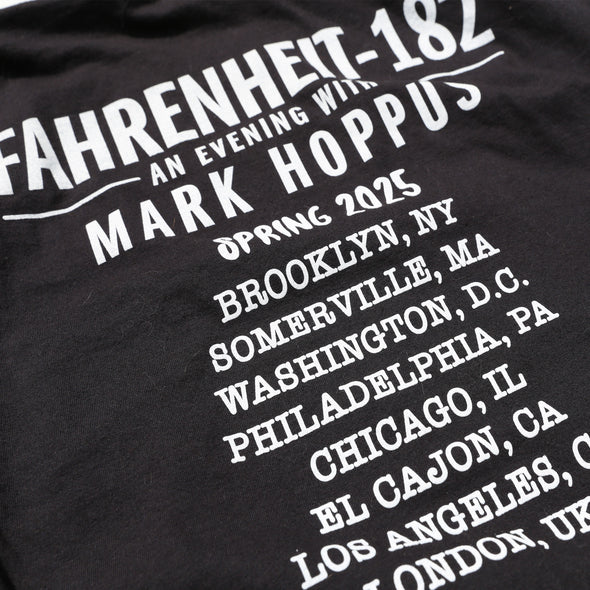 FAHRENHEIT-182
AN EVENING WITH
MARK HOPPUS
SPRING 2025
BROOKLYN, NY
SOMERVILLE, MA
WASHINGTON, D.C.
PHILADELPHIA, PA
CHICAGO, IL
EL CAJON, CA
LOS ANGELES, C
LONDON, UK